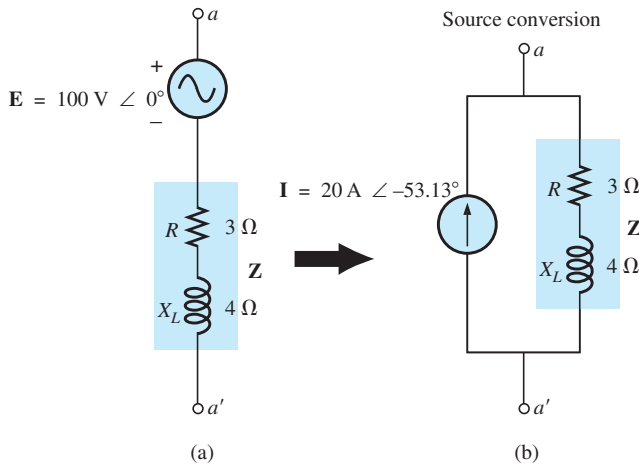 Source conversion
a
+
E = 100 V ∠ 0°
−
R
3 Ω
Z
X_L
4 Ω
a′
(a)
a
I = 20 A ∠ −53.13°
R
3 Ω
Z
X_L
4 Ω
a′
(b)